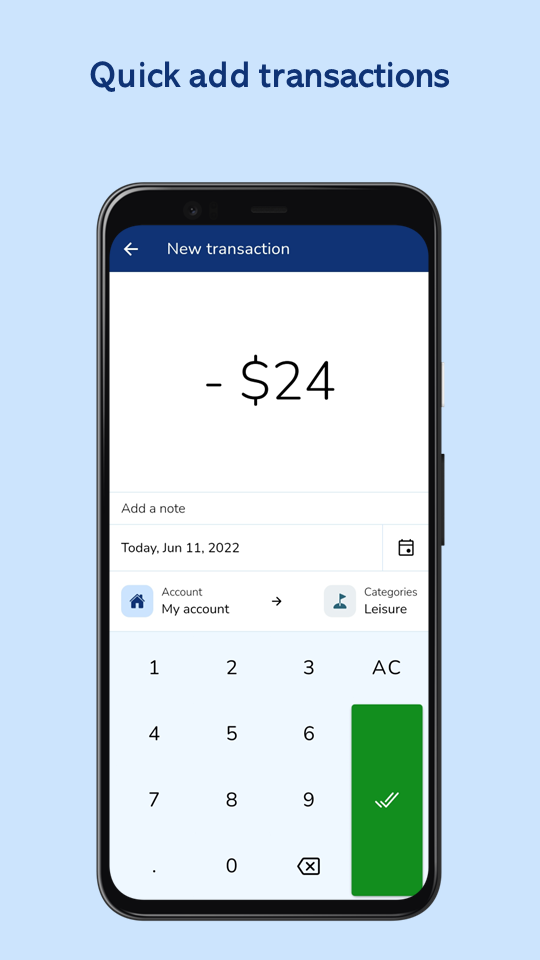 Quick add transactions
New transaction
- $24
Add a note
Today, Jun 11, 2022
Account
My account
Categories
Leisure
1 2 3 AC
4 5 6
7 8 9
. 0